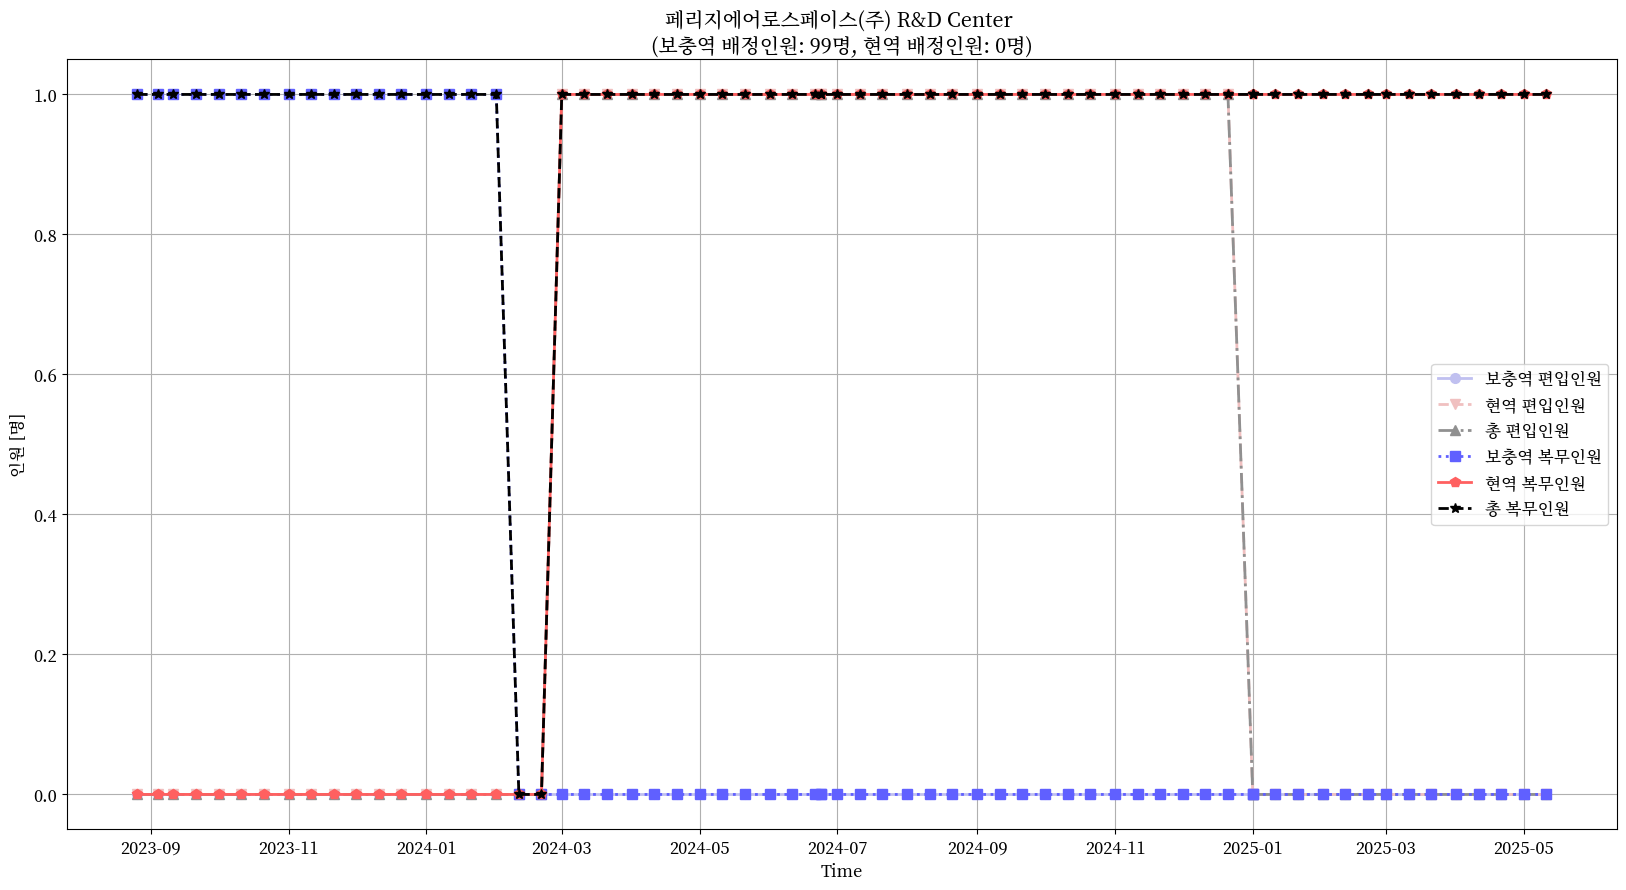 페리지에어로스페이스(주) R&D Center
(보충역 배정인원: 99명, 현역 배정인원: 0명)
1.0
0.8
0.6
0.4
0.2
0.0
인원 [명]
보충역 편입인원
현역 편입인원
총 편입인원
보충역 복무인원
현역 복무인원
총 복무인원
2023-09 2023-11 2024-01 2024-03 2024-05 2024-07 2024-09 2024-11 2025-01 2025-03 2025-05
Time